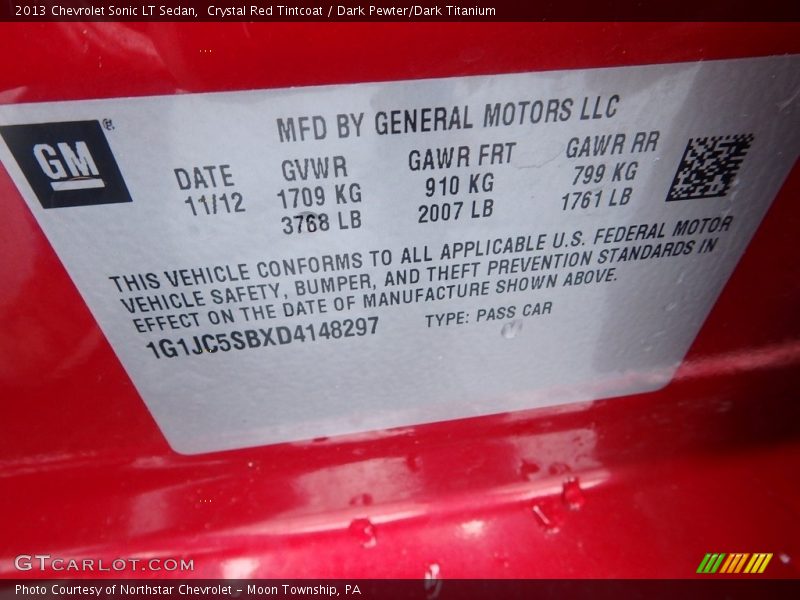 2013 Chevrolet Sonic LT Sedan,  Crystal Red Tintcoat / Dark Pewter/Dark Titanium
GM®
MFD BY GENERAL MOTORS LLC
DATE GVWR GAWR FRT GAWR RR
11/12 1709 KG 910 KG 799 KG
3768 LB 2007 LB 1761 LB
THIS VEHICLE CONFORMS TO ALL APPLICABLE U.S. FEDERAL MOTOR
VEHICLE SAFETY, BUMPER, AND THEFT PREVENTION STANDARDS IN
EFFECT ON THE DATE OF MANUFACTURE SHOWN ABOVE.
1G1JC5SBXD4148297 TYPE: PASS CAR
GTCARLOT.COM
Photo Courtesy of Northstar Chevrolet - Moon Township, PA